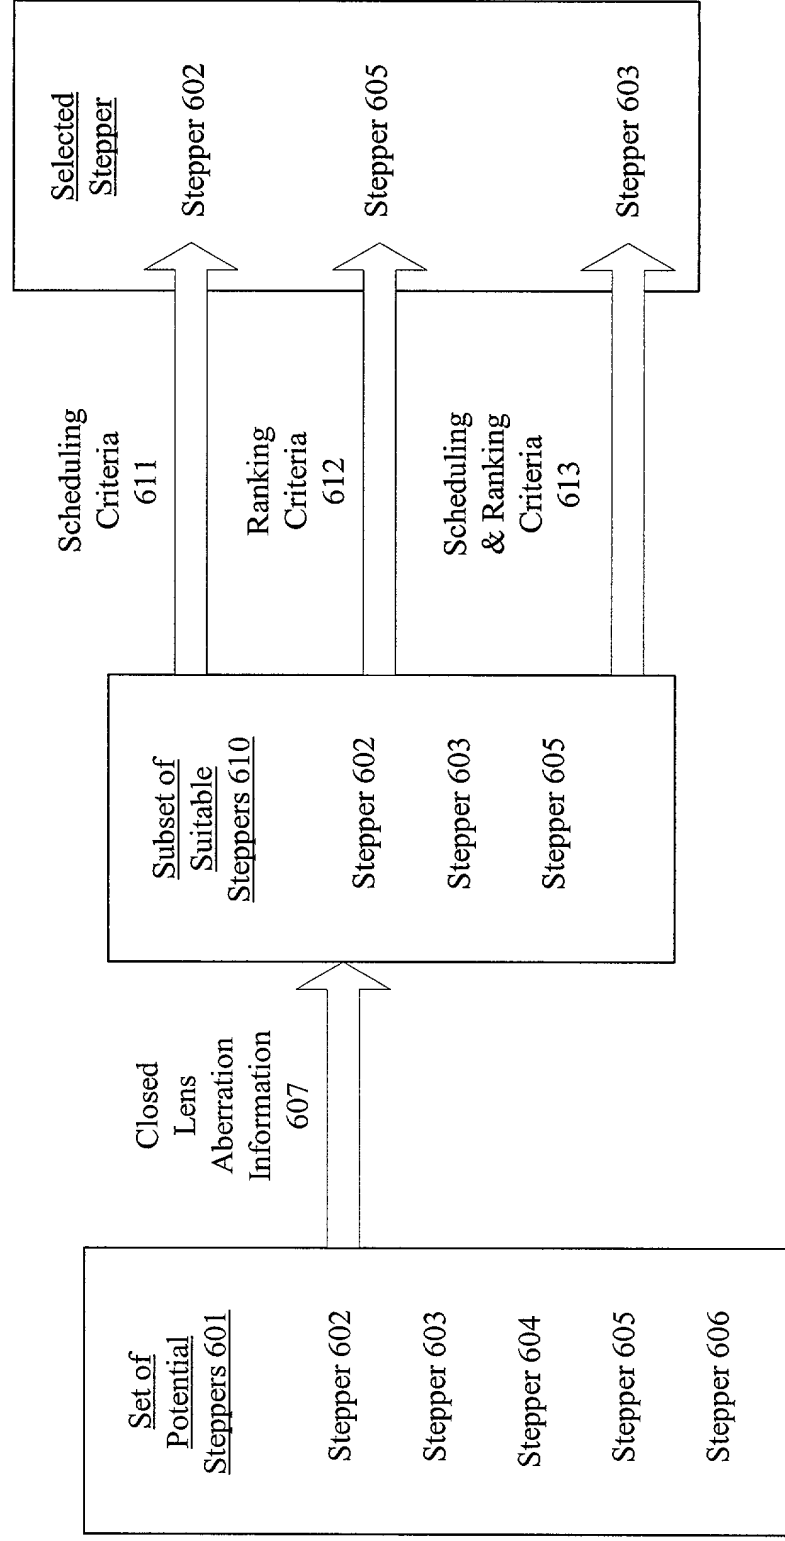 Set of
Potential
Steppers 601
Stepper 602
Stepper 603
Stepper 604
Stepper 605
Stepper 606
Closed
Lens
Aberration
Information
607
Subset of
Suitable
Steppers 610
Stepper 602
Stepper 603
Stepper 605
Scheduling
Criteria
611
Ranking
Criteria
612
Scheduling
& Ranking
Criteria
613
Selected
Stepper
Stepper 602
Stepper 605
Stepper 603